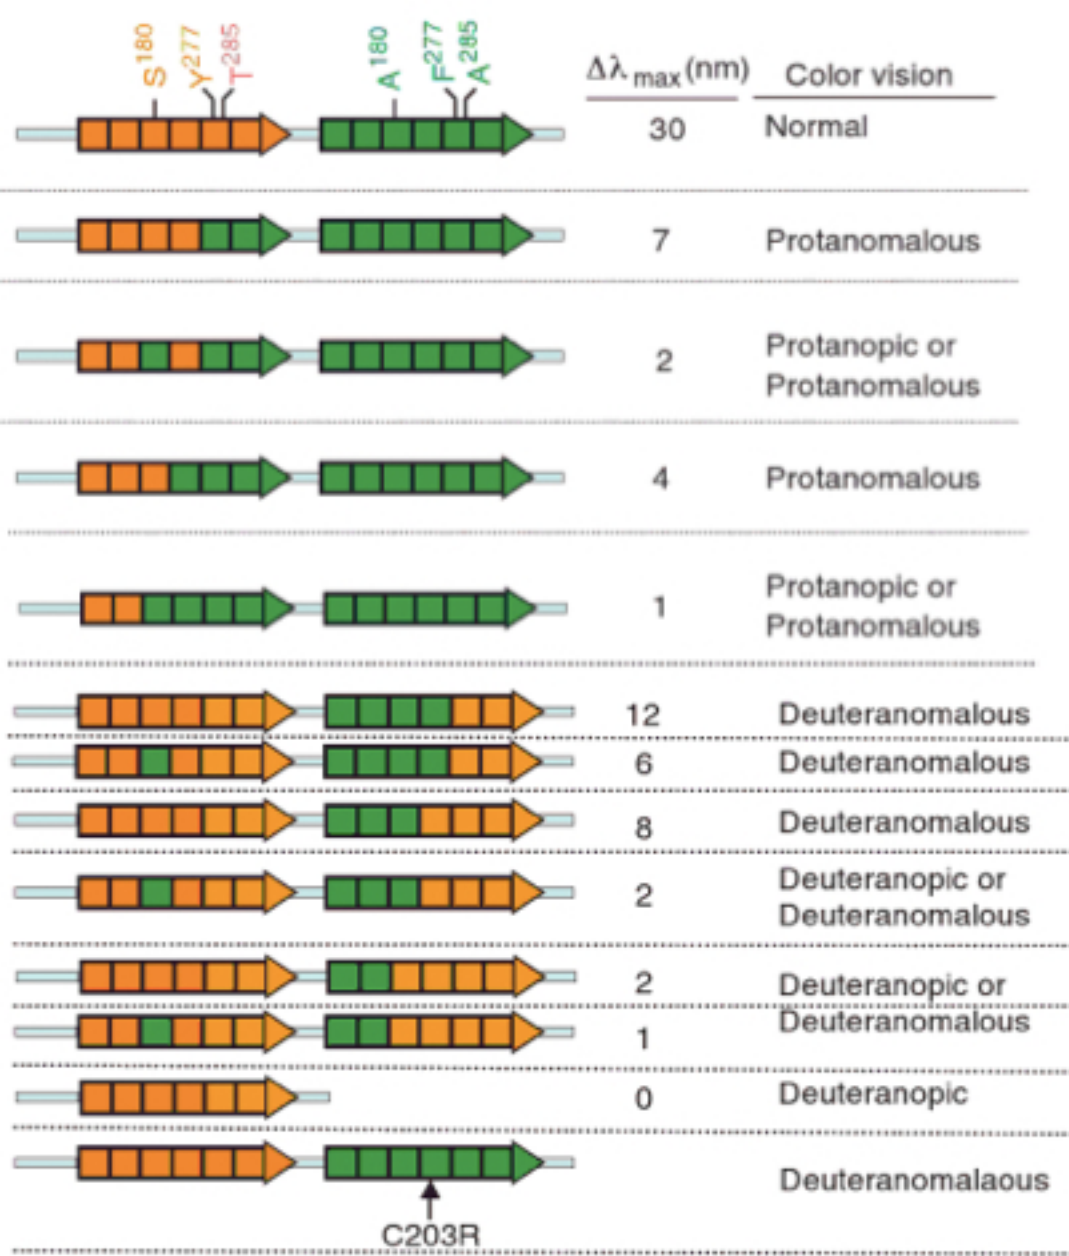 S180 Y277 T285 A180 F277 A285
Δλ max (nm) Color vision
30 Normal
7 Protanomalous
2 Protanopic or
Protanomalous
4 Protanomalous
1 Protanopic or
Protanomalous
12 Deuteranomalous
6 Deuteranomalous
8 Deuteranomalous
2 Deuteranopic or
Deuteranomalous
2 Deuteranopic or
1 Deuteranomalous
0 Deuteranopic
Deuteranomalaous
C203R